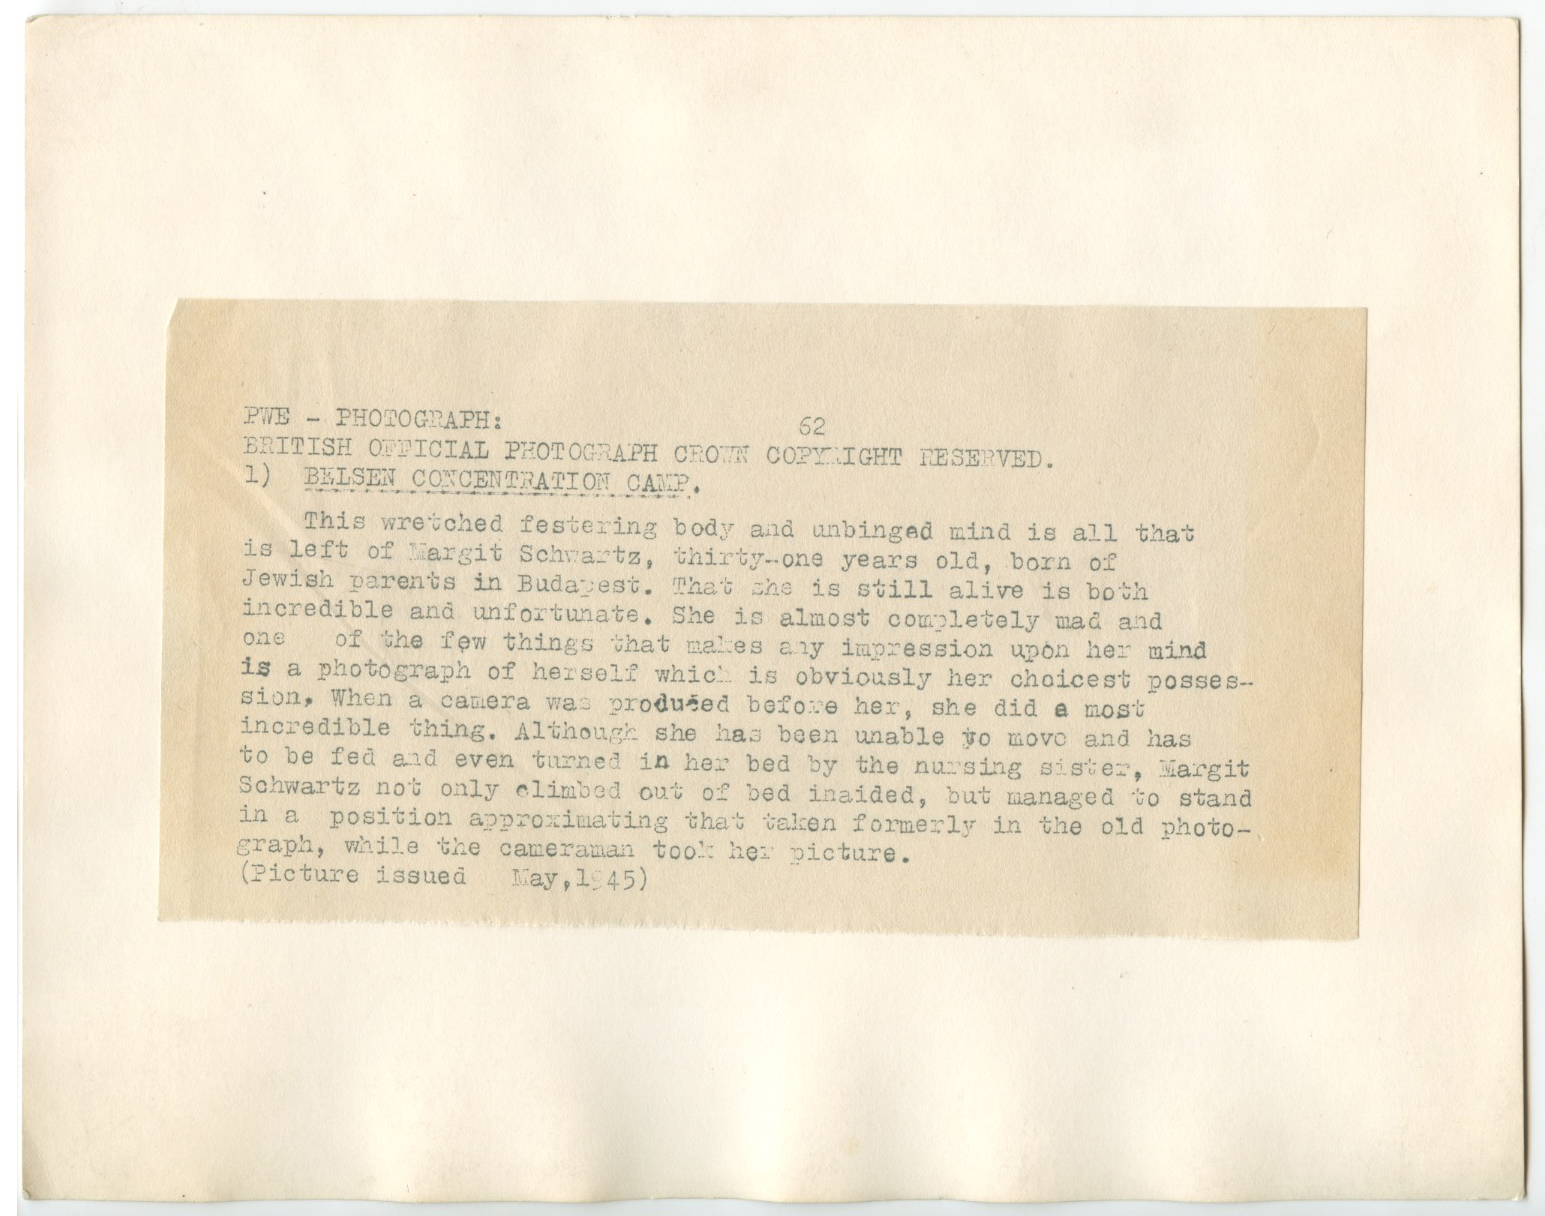 PWE - PHOTOGRAPH:
62
BRITISH OFFICIAL PHOTOGRAPH CROWN COPYRIGHT RESERVED.
1) BELSEN CONCENTRATION CAMP.
This wretched festering body and unbinged mind is all that
is left of Margit Schwartz, thirty-one years old, born of
Jewish parents in Budapest. That she is still alive is both
incredible and unfortunate. She is almost completely mad and
one of the few things that makes any impression upon her mind
is a photograph of herself which is obviously her choicest posses-
sion. When a camera was produced before her, she did a most
incredible thing. Although she has been unable to move and has
to be fed and even turned in her bed by the nursing sister, Margit
Schwartz not only climbed out of bed inaided, but managed to stand
in a position approximating that taken formerly in the old photo-
graph, while the cameraman took her picture.
(Picture issued May,1945)